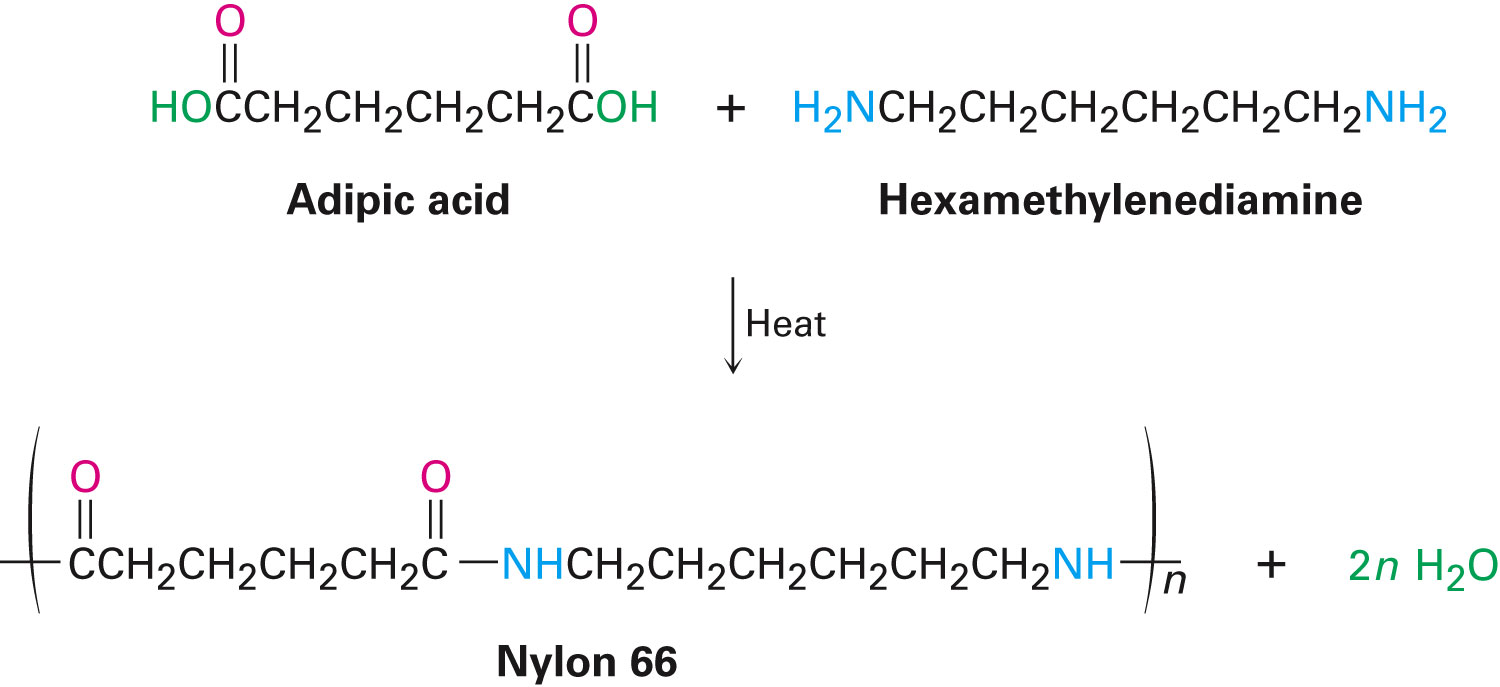 O O
HOCCH₂CH₂CH₂CH₂COH + H₂NCH₂CH₂CH₂CH₂CH₂CH₂NH₂
Adipic acid Hexamethylenediamine
Heat
O O
CCH₂CH₂CH₂CH₂C—NHCH₂CH₂CH₂CH₂CH₂CH₂NH n + 2n H₂O
Nylon 66